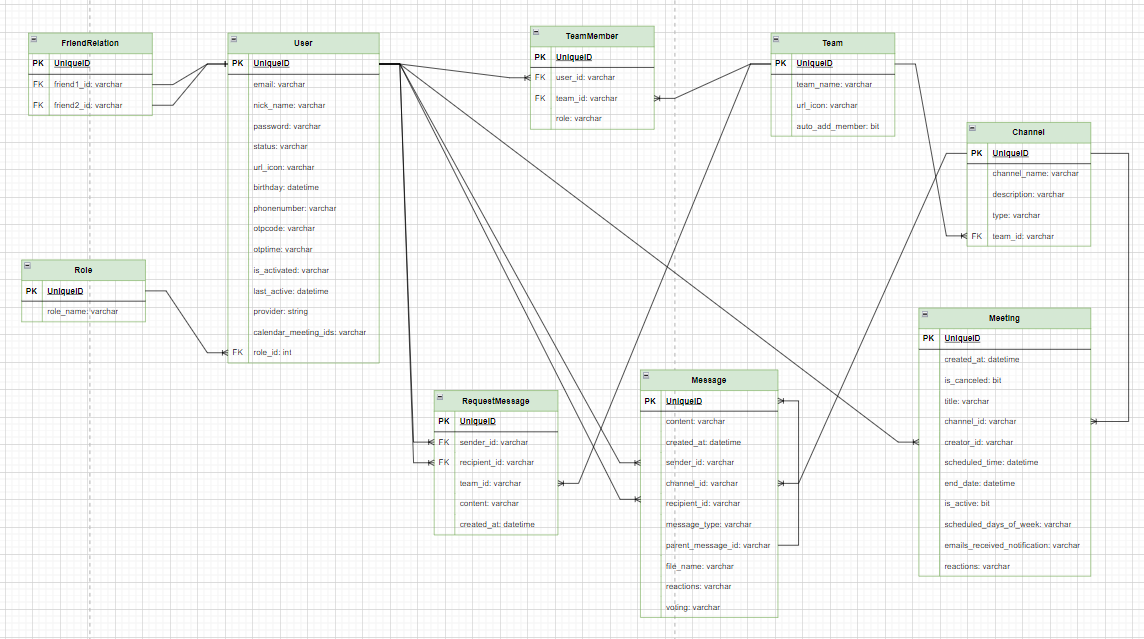 FriendRelation
PK UniqueID
FK friend1_id: varchar
FK friend2_id: varchar
User
PK UniqueID
email: varchar
nick_name: varchar
password: varchar
status: varchar
url_icon: varchar
birthday: datetime
phonenumber: varchar
otpcode: varchar
otptime: varchar
is_activated: varchar
last_active: datetime
provider: string
calendar_meeting_ids: varchar
FK role_id: int
Role
PK UniqueID
role_name: varchar
TeamMember
PK UniqueID
FK user_id: varchar
FK team_id: varchar
role: varchar
Team
PK UniqueID
team_name: varchar
url_icon: varchar
auto_add_member: bit
Channel
PK UniqueID
channel_name: varchar
description: varchar
type: varchar
FK team_id: varchar
RequestMessage
PK UniqueID
FK sender_id: varchar
FK recipient_id: varchar
team_id: varchar
content: varchar
created_at: datetime
Message
PK UniqueID
content: varchar
created_at: datetime
sender_id: varchar
channel_id: varchar
recipient_id: varchar
message_type: varchar
parent_message_id: varchar
file_name: varchar
reactions: varchar
voting: varchar
Meeting
PK UniqueID
created_at: datetime
is_canceled: bit
title: varchar
channel_id: varchar
creator_id: varchar
scheduled_time: datetime
end_date: datetime
is_active: bit
scheduled_days_of_week: varchar
emails_received_notification: varchar
reactions: varchar